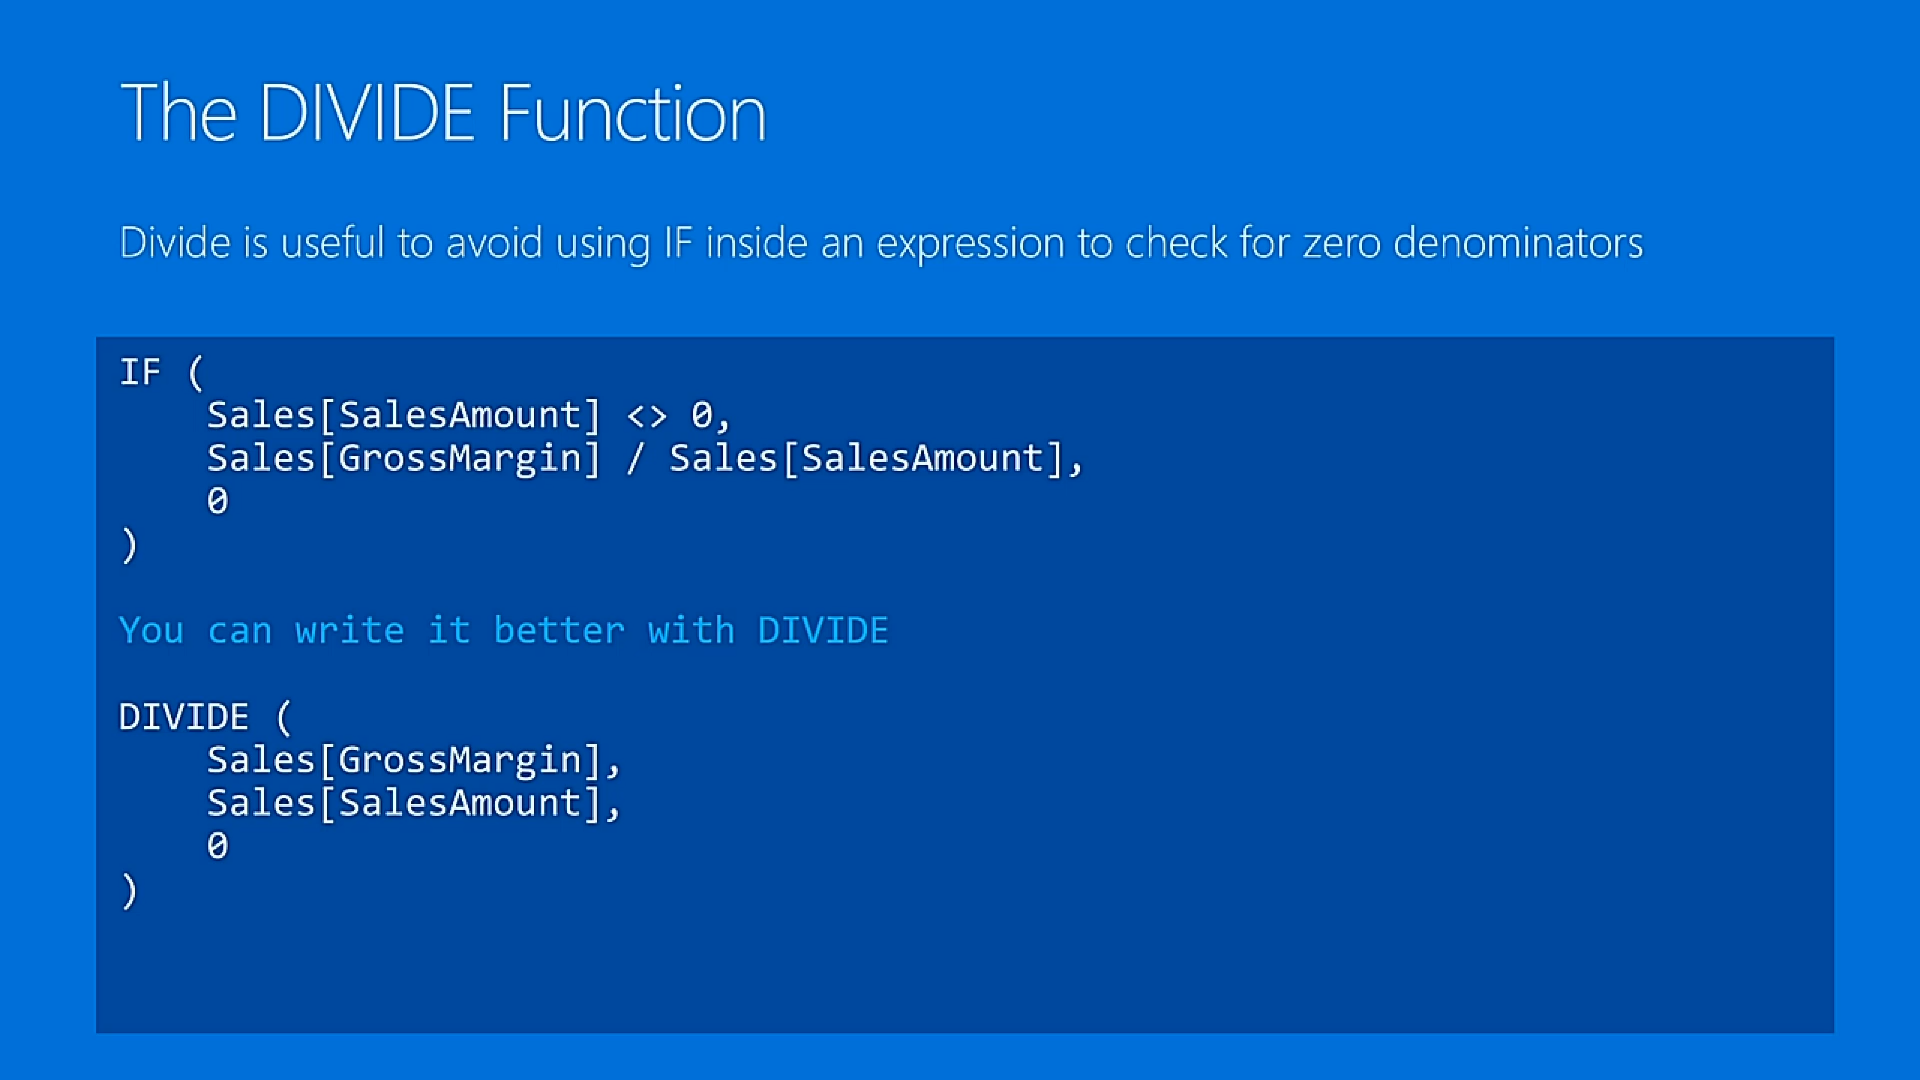 The DIVIDE Function
Divide is useful to avoid using IF inside an expression to check for zero denominators
IF (
    Sales[SalesAmount] <> 0,
    Sales[GrossMargin] / Sales[SalesAmount],
    0
)
You can write it better with DIVIDE
DIVIDE (
    Sales[GrossMargin],
    Sales[SalesAmount],
    0
)